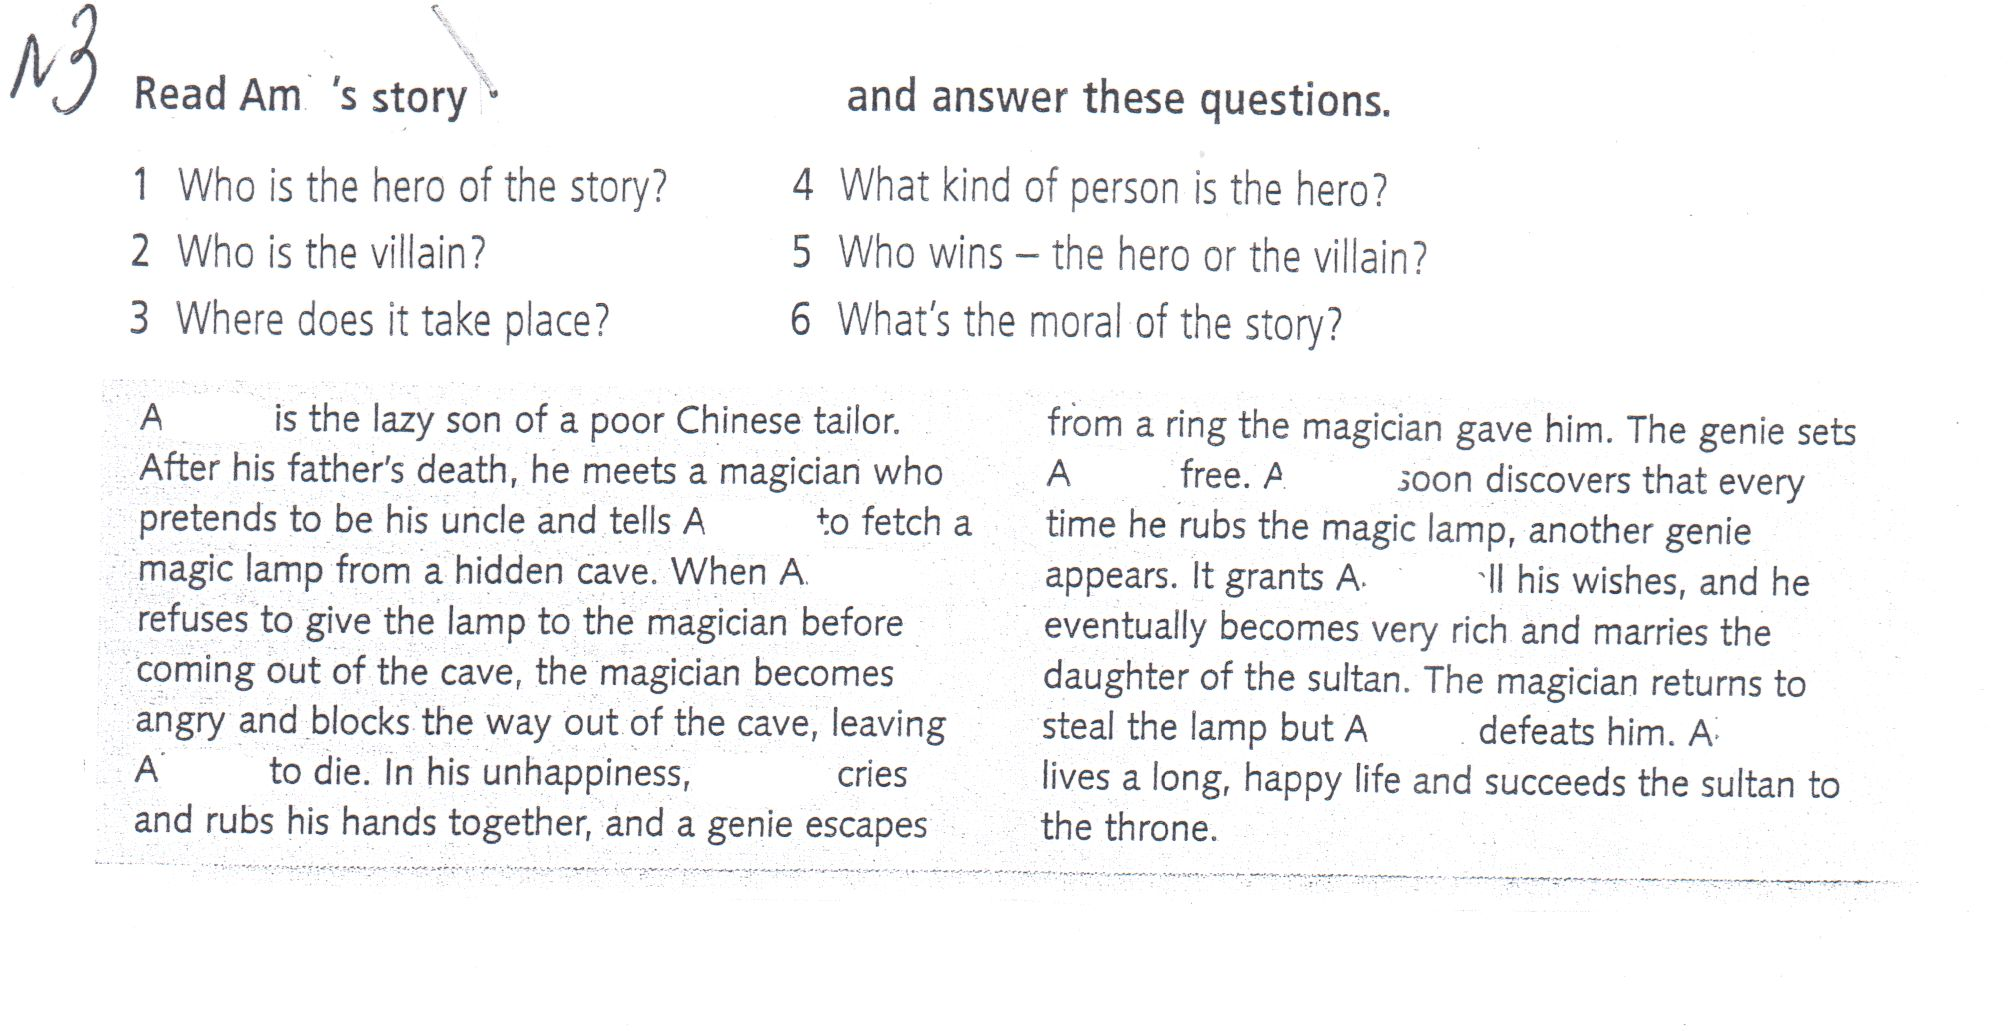 N3
Read Am 's story and answer these questions.
1 Who is the hero of the story?
2 Who is the villain?
3 Where does it take place?
4 What kind of person is the hero?
5 Who wins – the hero or the villain?
6 What's the moral of the story?
A is the lazy son of a poor Chinese tailor.
After his father's death, he meets a magician who
pretends to be his uncle and tells A to fetch a
magic lamp from a hidden cave. When A
refuses to give the lamp to the magician before
coming out of the cave, the magician becomes
angry and blocks the way out of the cave, leaving
A to die. In his unhappiness, cries
and rubs his hands together, and a genie escapes
from a ring the magician gave him. The genie sets
A free. A soon discovers that every
time he rubs the magic lamp, another genie
appears. It grants A ll his wishes, and he
eventually becomes very rich and marries the
daughter of the sultan. The magician returns to
steal the lamp but A defeats him. A
lives a long, happy life and succeeds the sultan to
the throne.